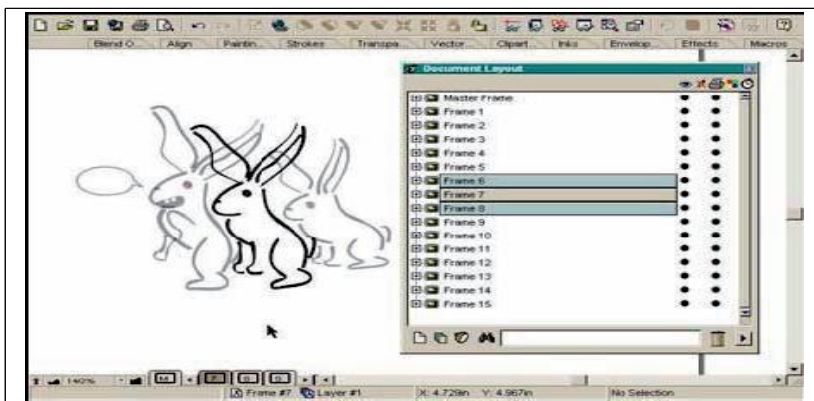 Blend O... Align Paintin... Strokes Transpa... Vector... Clipart... Inks Envelop... Effects Macros
Document Layout
Master Frame
Frame 1
Frame 2
Frame 3
Frame 4
Frame 5
Frame 6
Frame 7
Frame 8
Frame 9
Frame 10
Frame 11
Frame 12
Frame 13
Frame 14
Frame 15
140%
Frame #7 Layer #1 X: 4.729in Y: 4.967in No Selection